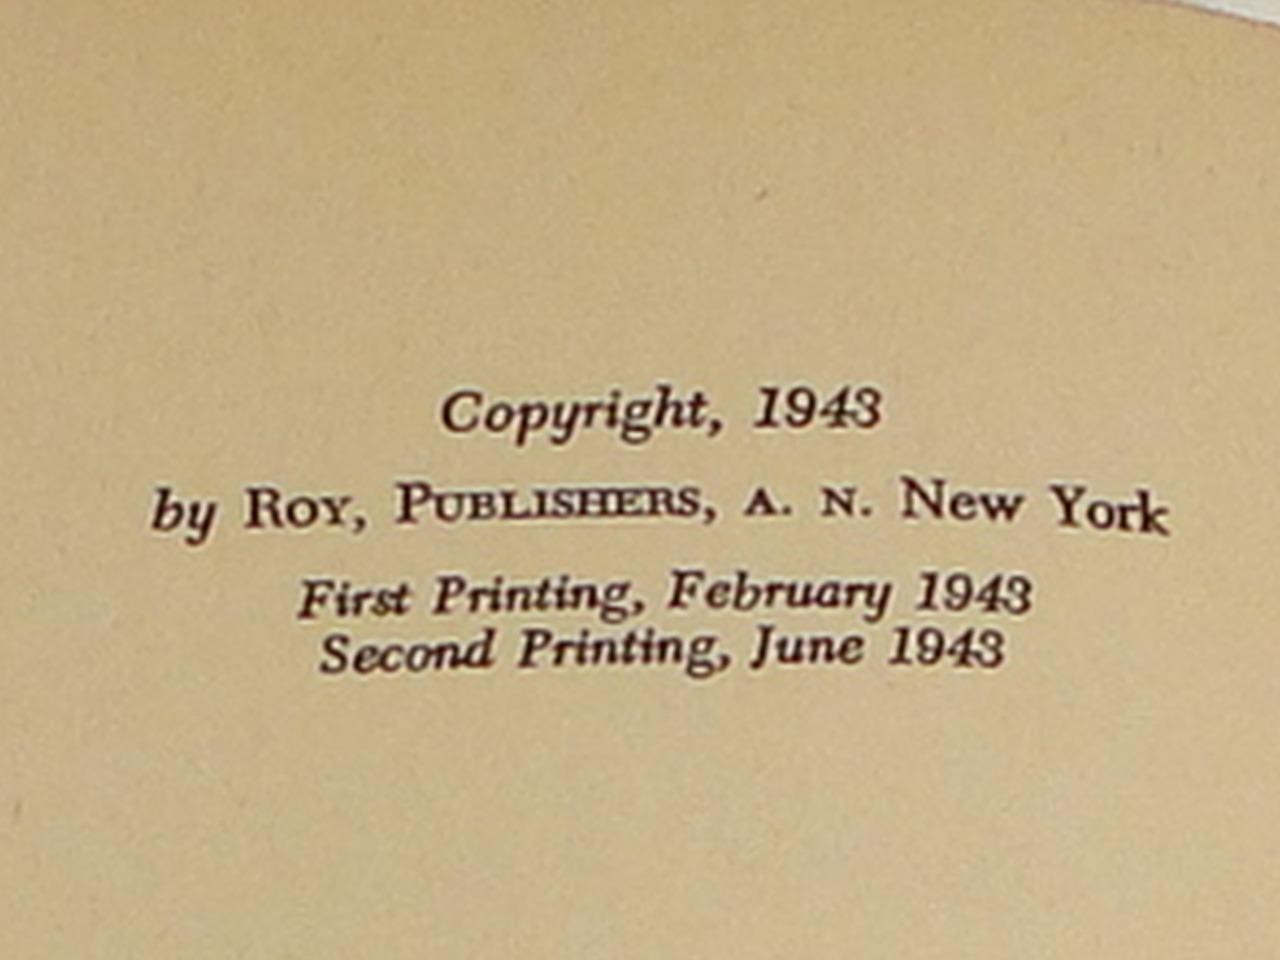 Copyright, 1943
by Roy, Publishers, A. N. New York
First Printing, February 1943
Second Printing, June 1943